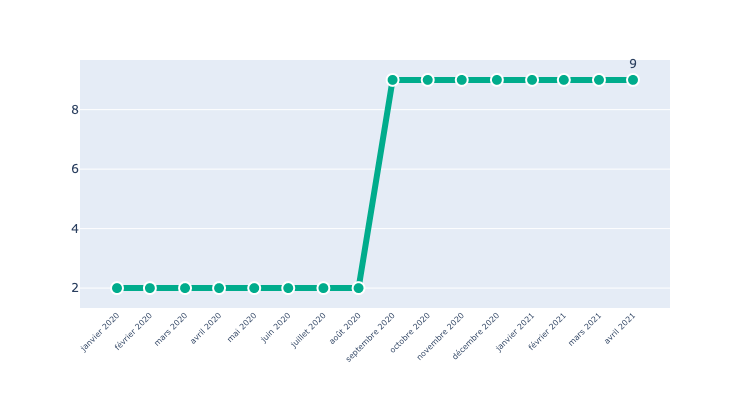 9
8
6
4
2
janvier 2020
février 2020
mars 2020
avril 2020
mai 2020
juin 2020
juillet 2020
août 2020
septembre 2020
octobre 2020
novembre 2020
décembre 2020
janvier 2021
février 2021
mars 2021
avril 2021